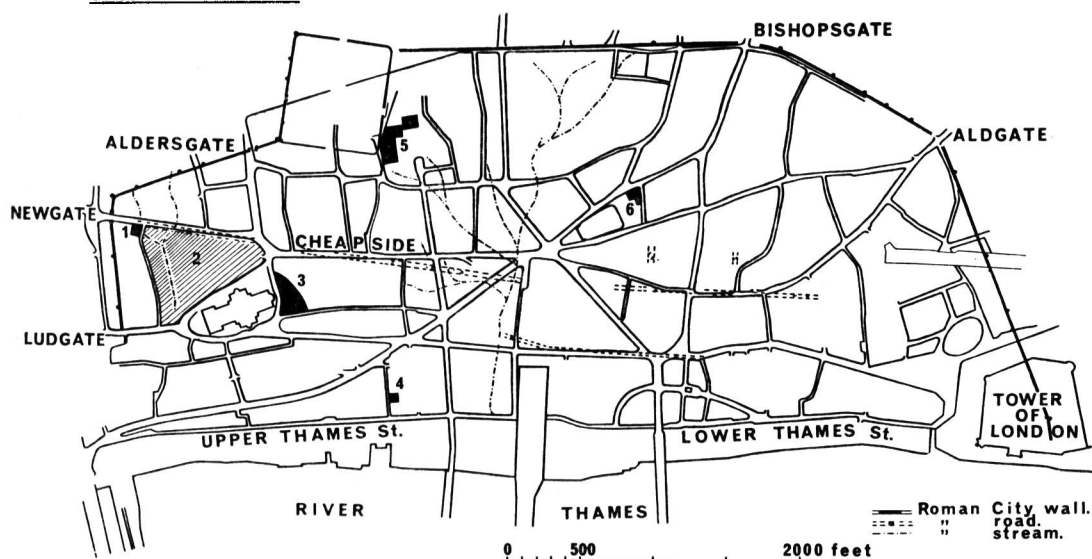 BISHOPSGATE
ALDERSGATE
ALDGATE
5
NEWGATE
6
1
CHEAPSIDE
2
3
LUDGATE
4
TOWER
OF
LONDON
UPPER THAMES St.
LOWER THAMES St.
RIVER THAMES
Roman City wall.
" road.
" stream.
0 500 2000 feet